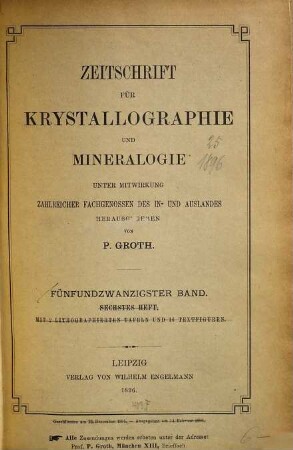 ZEITSCHRIFT
FÜR
KRYSTALLOGRAPHIE
UND
MINERALOGIE
25
1896
UNTER MITWIRKUNG
ZAHLREICHER FACHGENOSSEN DES IN- UND AUSLANDES
HERAUSGEGEBEN
VON
P. GROTH.
FÜNFUNDZWANZIGSTER BAND.
SECHSTES HEFT.
MIT 2 LITHOGRAPHIRTEN TAFELN UND TEXTFIGUREN.
LEIPZIG
VERLAG VON WILHELM ENGELMANN
1896.
Alle Zusendungen werden erbeten unter der Adresse:
Prof. P. Groth, München XIII, Brieffach.